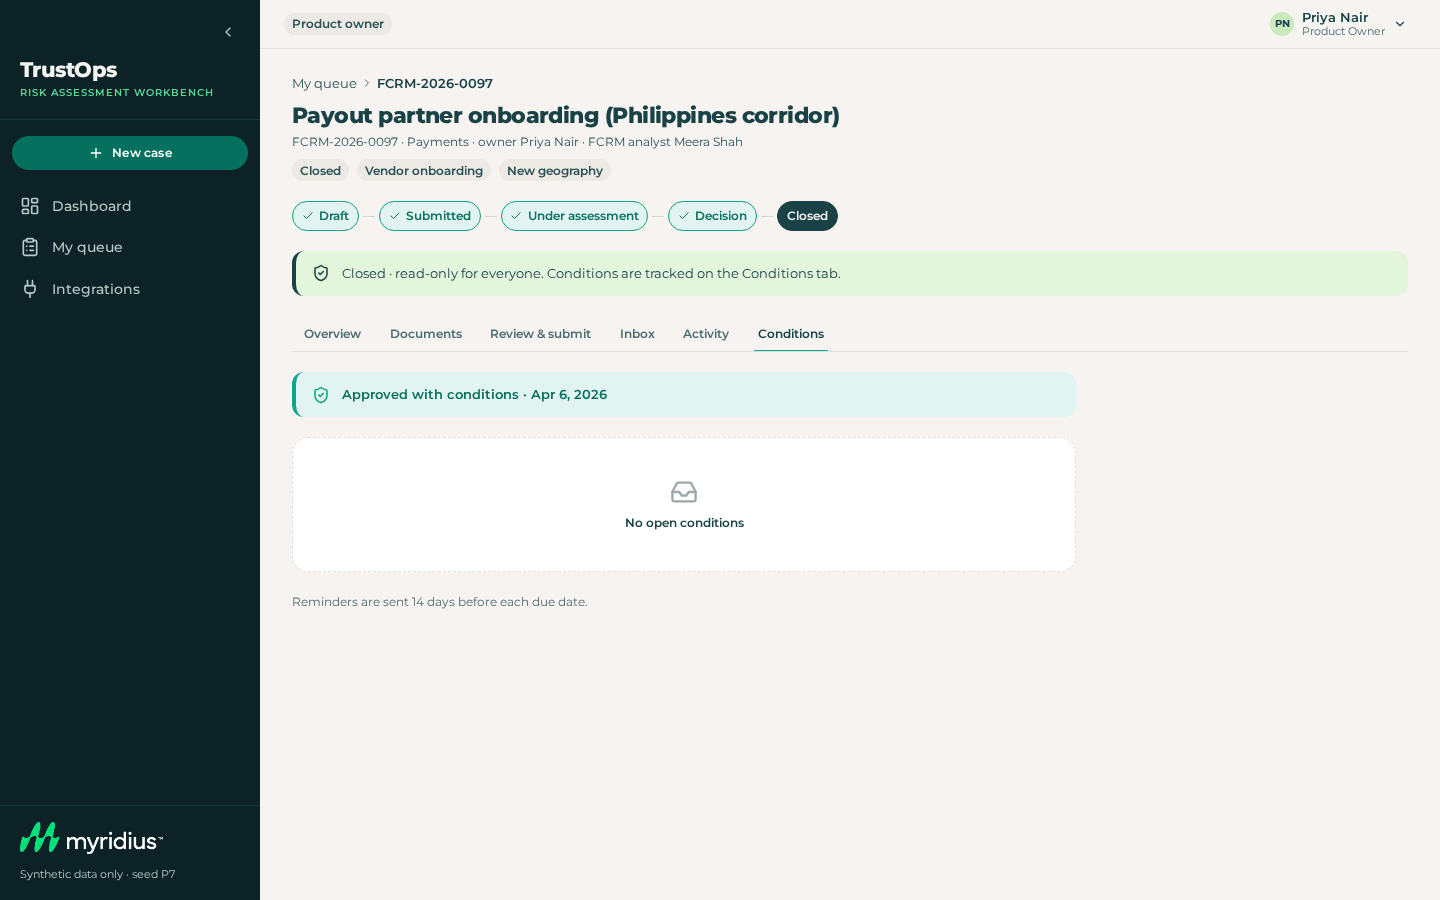 TrustOps
RISK ASSESSMENT WORKBENCH
New case
Dashboard
My queue
Integrations
myridius™
Synthetic data only · seed P7
Product owner
PN
Priya Nair
Product Owner
My queue > FCRM-2026-0097
Payout partner onboarding (Philippines corridor)
FCRM-2026-0097 · Payments · owner Priya Nair · FCRM analyst Meera Shah
Closed Vendor onboarding New geography
Draft Submitted Under assessment Decision Closed
Closed · read-only for everyone. Conditions are tracked on the Conditions tab.
Overview Documents Review & submit Inbox Activity Conditions
Approved with conditions · Apr 6, 2026
No open conditions
Reminders are sent 14 days before each due date.